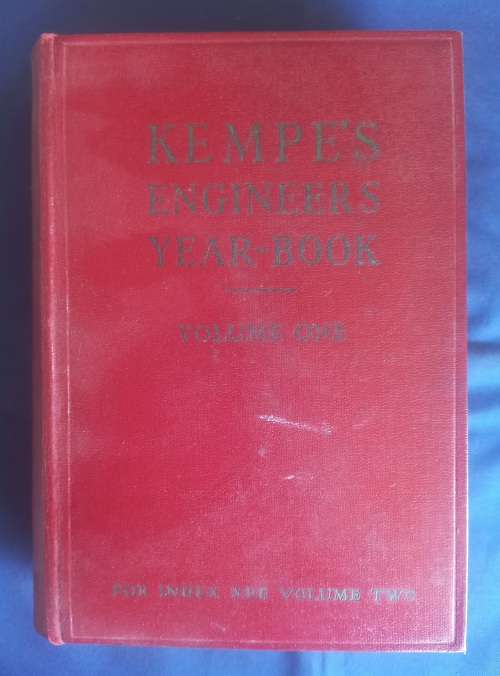 KEMPE'S
ENGINEERS
YEAR-BOOK
VOLUME ONE
FOR INDEX SEE VOLUME TWO